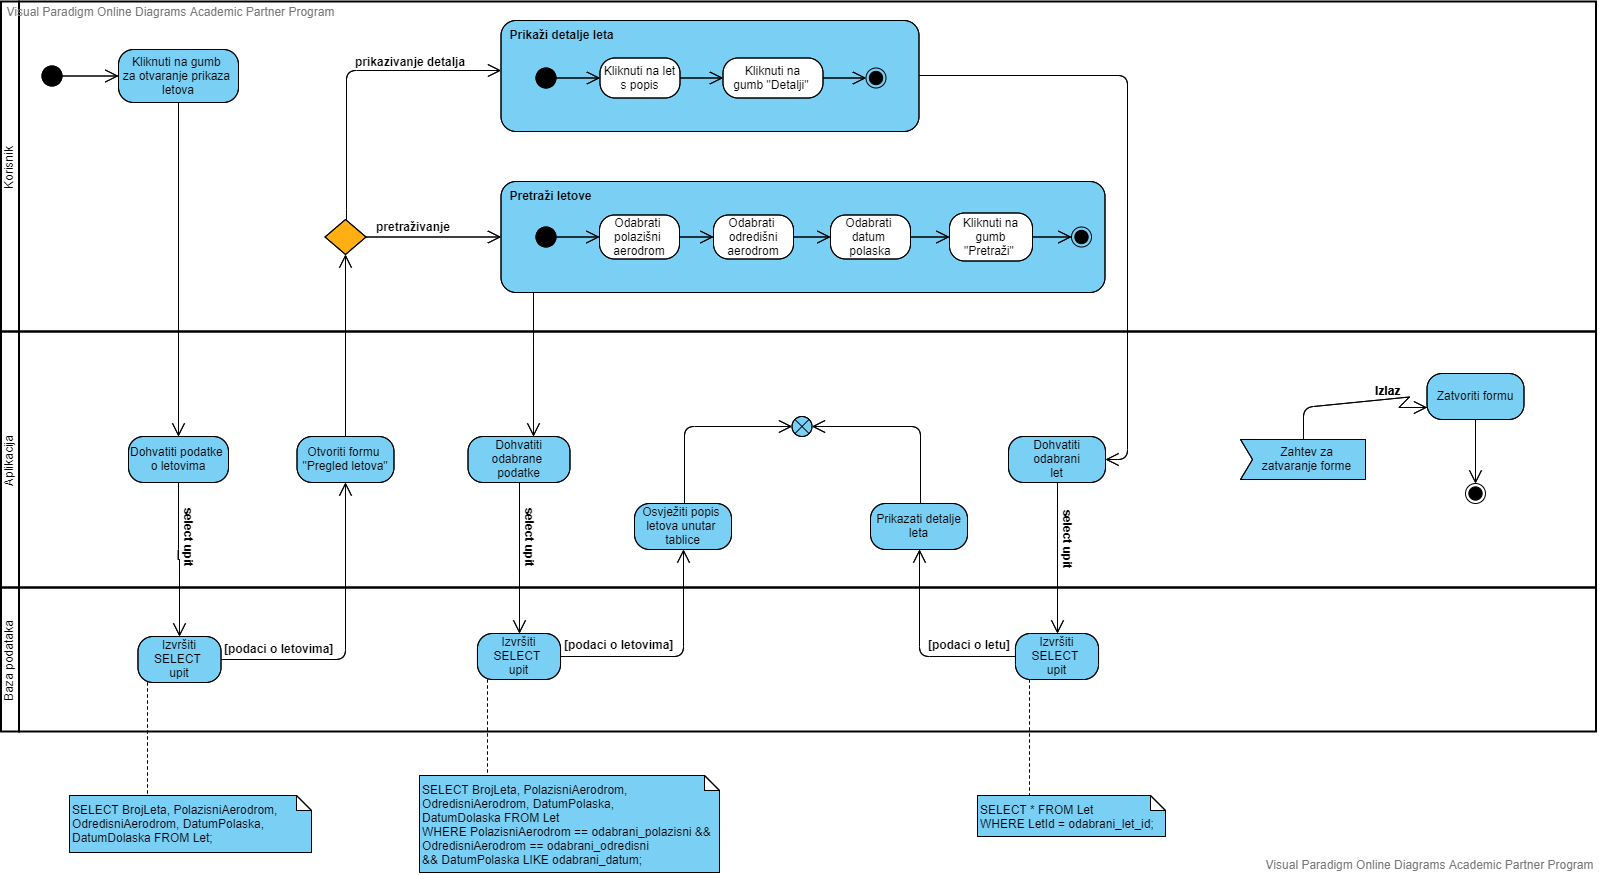 Visual Paradigm Online Diagrams Academic Partner Program
Korisnik
Kliknuti na gumb
za otvaranje prikaza
letova
prikazivanje detalja
Prikaži detalje leta
Kliknuti na let
s popis
Kliknuti na
gumb "Detalji"
pretraživanje
Pretraži letove
Odabrati
polazišni
aerodrom
Odabrati
odredišni
aerodrom
Odabrati
datum
polaska
Kliknuti na
gumb
"Pretraži"
Aplikacija
Dohvatiti podatke
o letovima
Otvoriti formu
"Pregled letova"
Dohvatiti
odabrane
podatke
Osvježiti popis
letova unutar
tablice
Prikazati detalje
leta
Dohvatiti
odabrani
let
Zahtev za
zatvaranje forme
Izlaz
Zatvoriti formu
select upit
select upit
select upit
Baza podataka
Izvršiti
SELECT
upit
[podaci o letovima]
Izvršiti
SELECT
upit
[podaci o letovima]
[podaci o letu]
Izvršiti
SELECT
upit
SELECT BrojLeta, PolazisniAerodrom,
OdredisniAerodrom, DatumPolaska,
DatumDolaska FROM Let;
SELECT BrojLeta, PolazisniAerodrom,
OdredisniAerodrom, DatumPolaska,
DatumDolaska FROM Let
WHERE PolazisniAerodrom == odabrani_polazisni &&
OdredisniAerodrom == odabrani_odredisni
&& DatumPolaska LIKE odabrani_datum;
SELECT * FROM Let
WHERE LetId = odabrani_let_id;
Visual Paradigm Online Diagrams Academic Partner Program